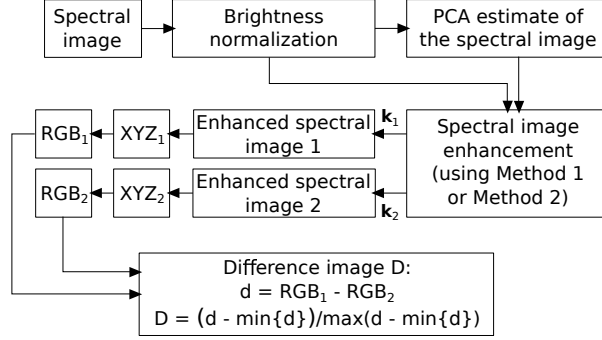 Spectral image
Brightness normalization
PCA estimate of the spectral image
RGB₁
XYZ₁
Enhanced spectral image 1
k₁
Spectral image enhancement (using Method 1 or Method 2)
RGB₂
XYZ₂
Enhanced spectral image 2
k₂
Difference image D:
d = RGB₁ - RGB₂
D = (d - min{d})/max(d - min{d})